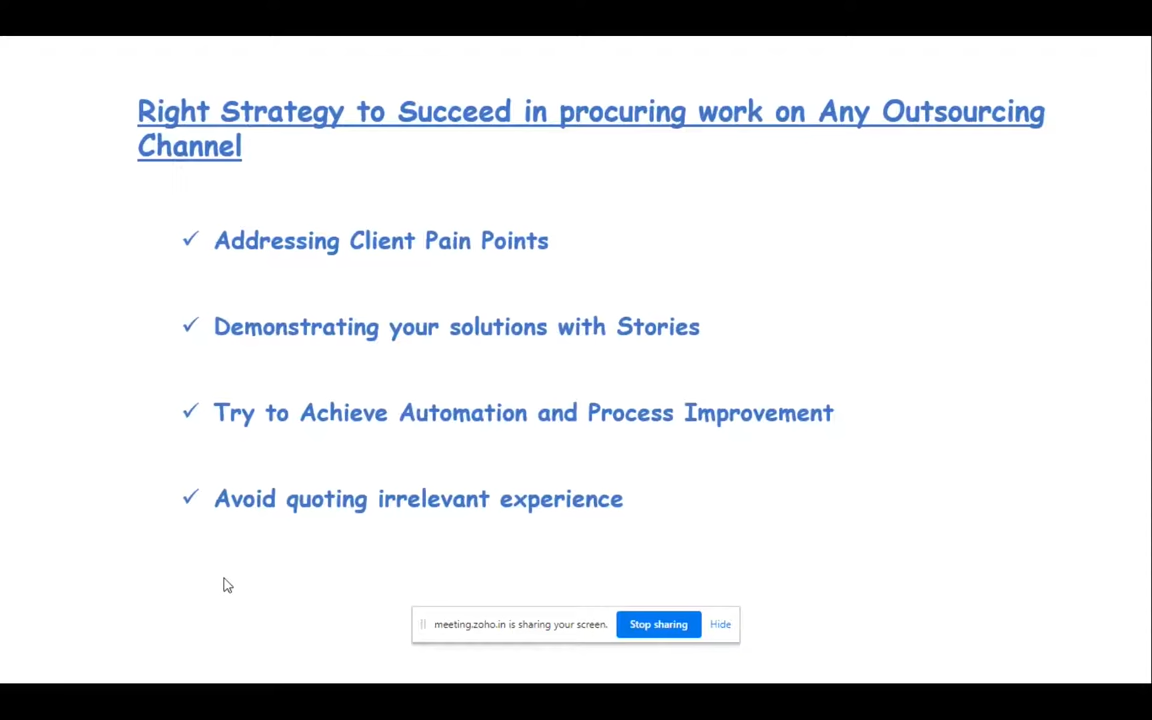 Right Strategy to Succeed in procuring work on Any Outsourcing
Channel
✓ Addressing Client Pain Points
✓ Demonstrating your solutions with Stories
✓ Try to Achieve Automation and Process Improvement
✓ Avoid quoting irrelevant experience
meeting.zoho.in is sharing your screen. Stop sharing Hide